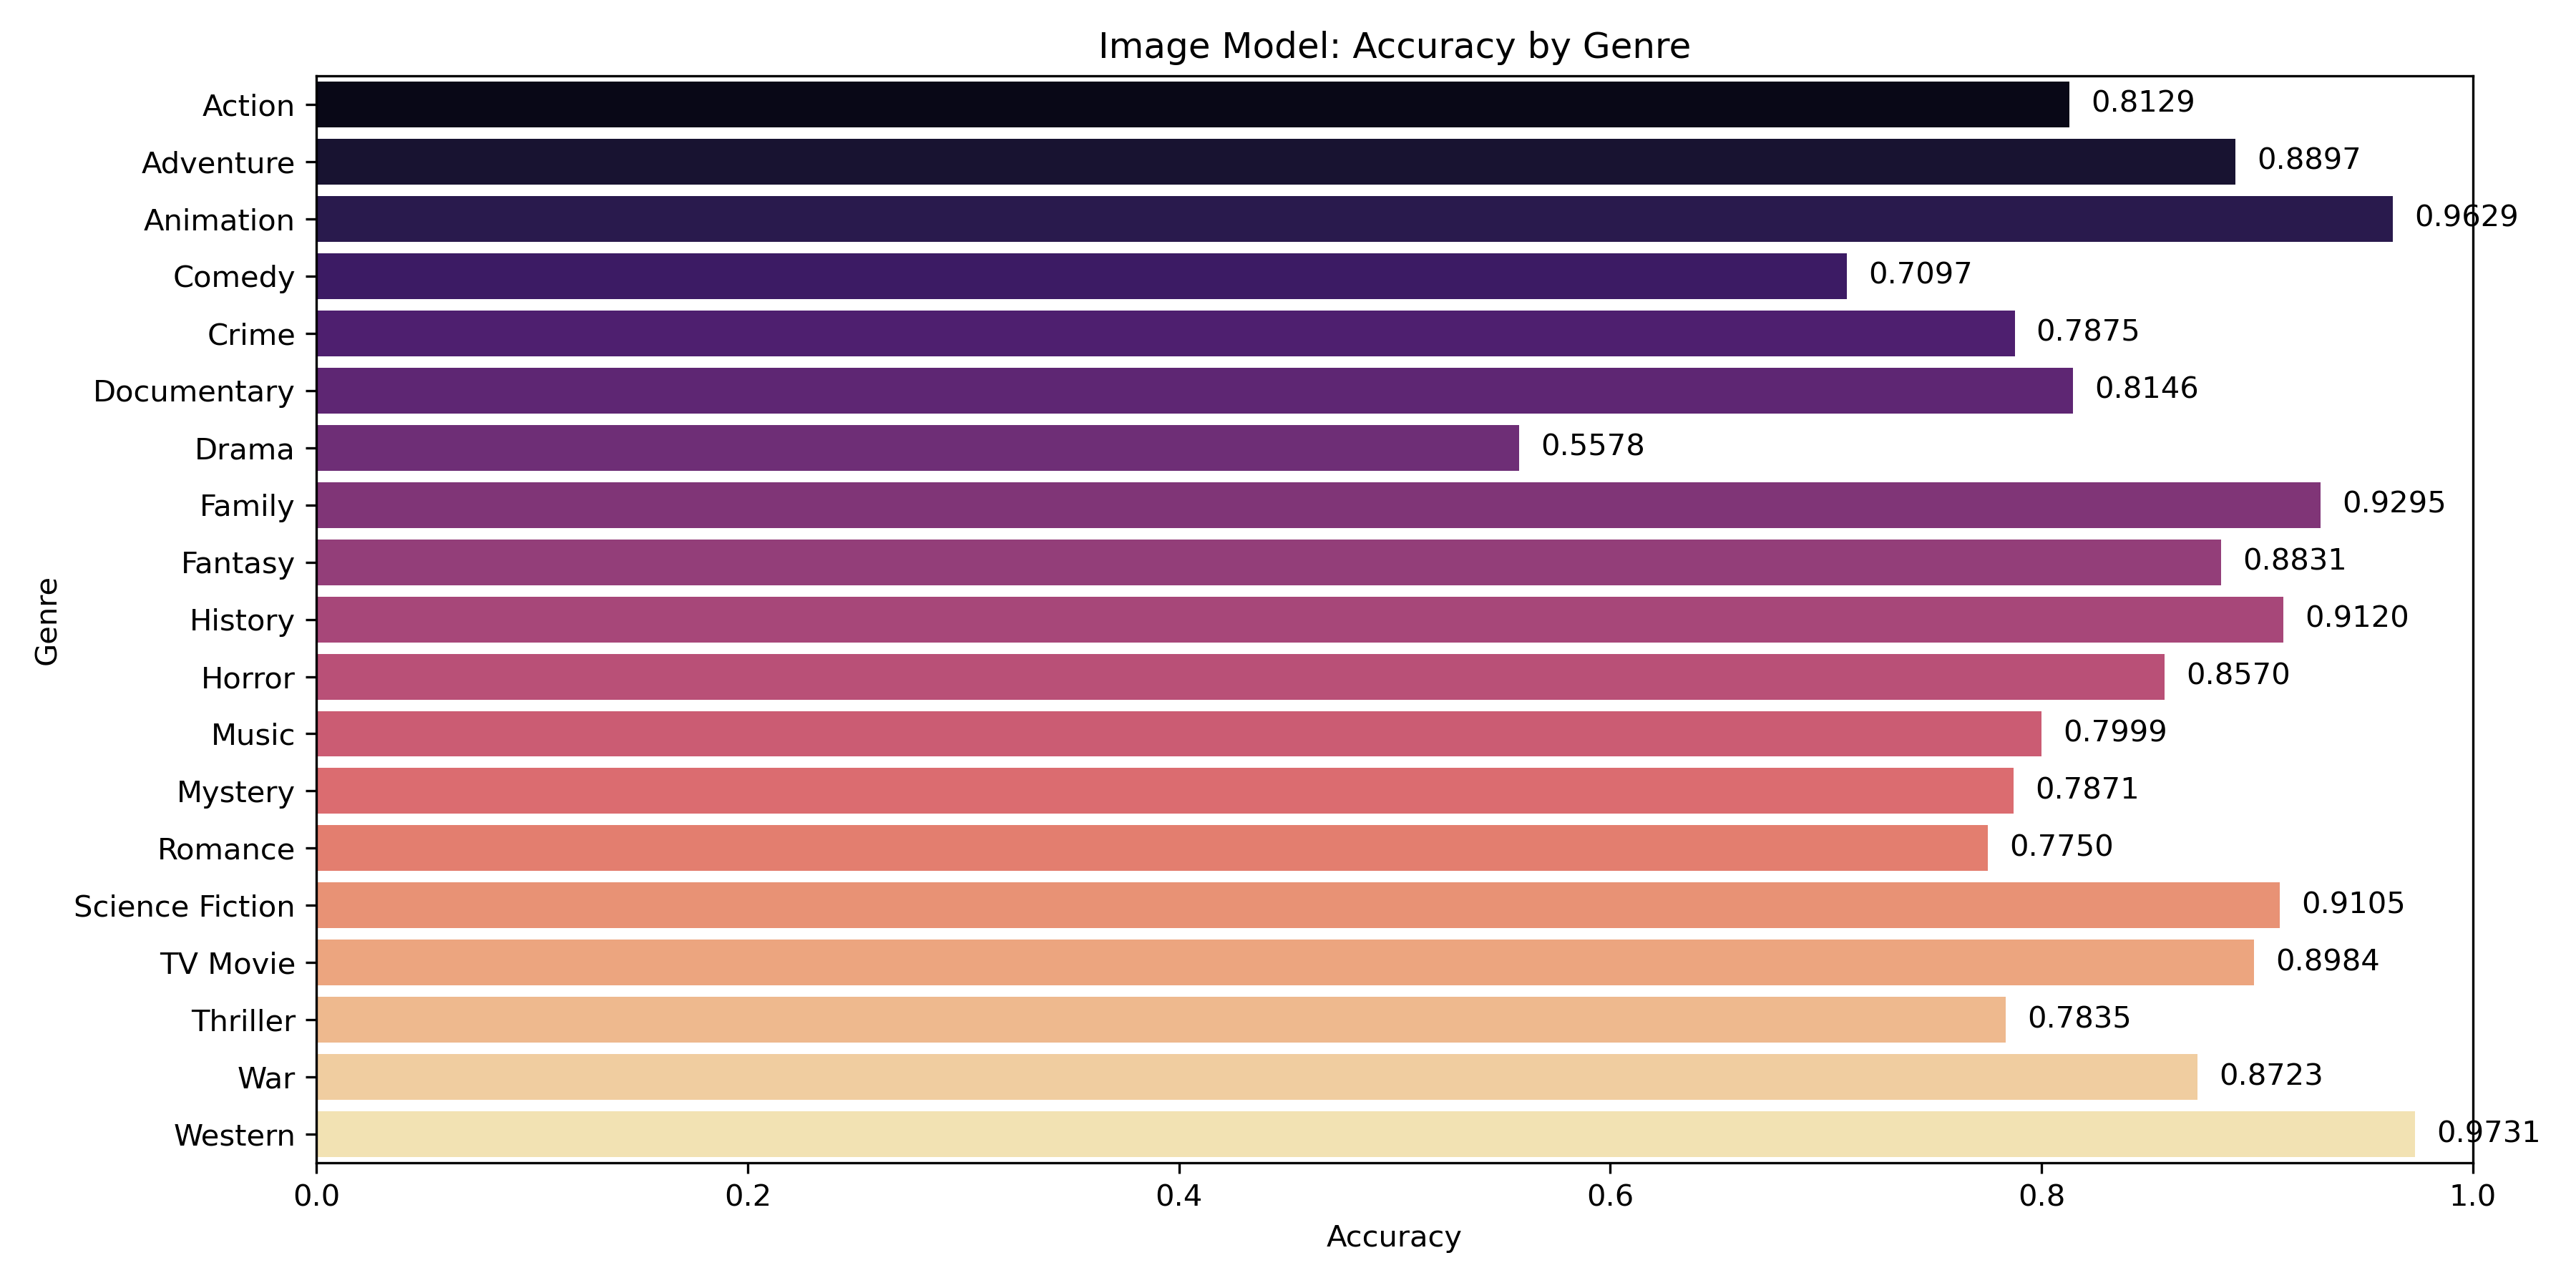 Image Model: Accuracy by Genre
Action 0.8129
Adventure 0.8897
Animation 0.9629
Comedy 0.7097
Crime 0.7875
Documentary 0.8146
Drama 0.5578
Family 0.9295
Fantasy 0.8831
History 0.9120
Horror 0.8570
Music 0.7999
Mystery 0.7871
Romance 0.7750
Science Fiction 0.9105
TV Movie 0.8984
Thriller 0.7835
War 0.8723
Western 0.9731
Genre
0.0 0.2 0.4 0.6 0.8 1.0
Accuracy